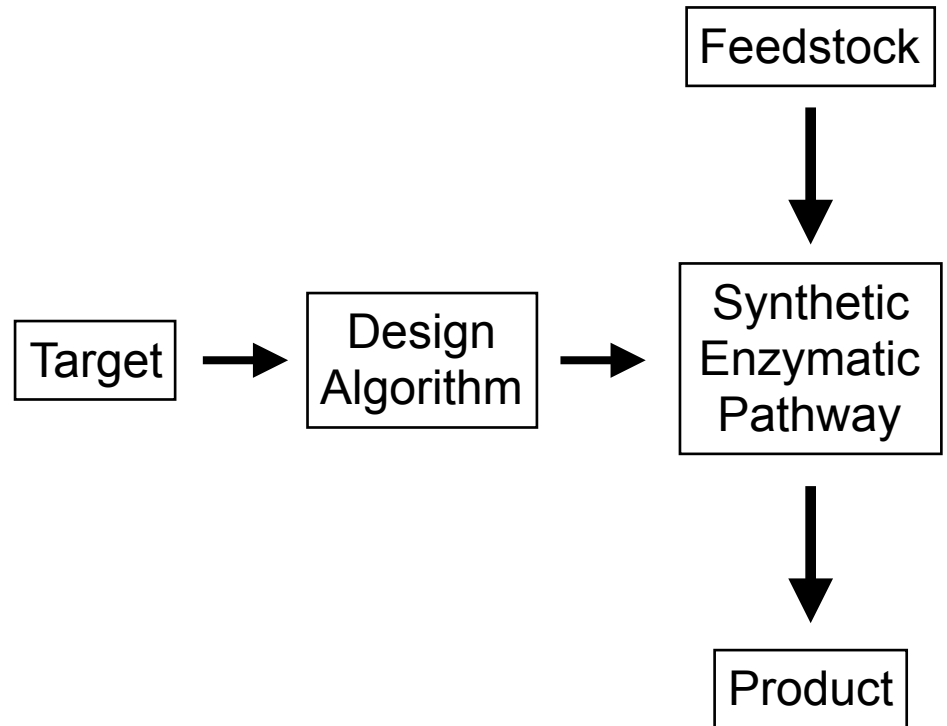 Feedstock
Target
Design
Algorithm
Synthetic
Enzymatic
Pathway
Product